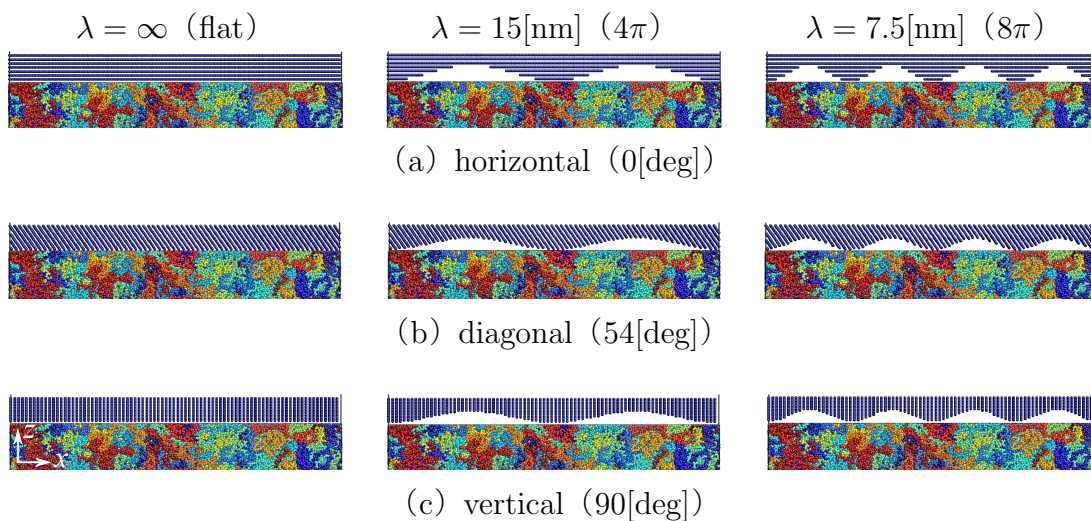 λ = ∞ (flat) λ = 15[nm] (4π) λ = 7.5[nm] (8π)
(a) horizontal (0[deg])
(b) diagonal (54[deg])
z
x
(c) vertical (90[deg])